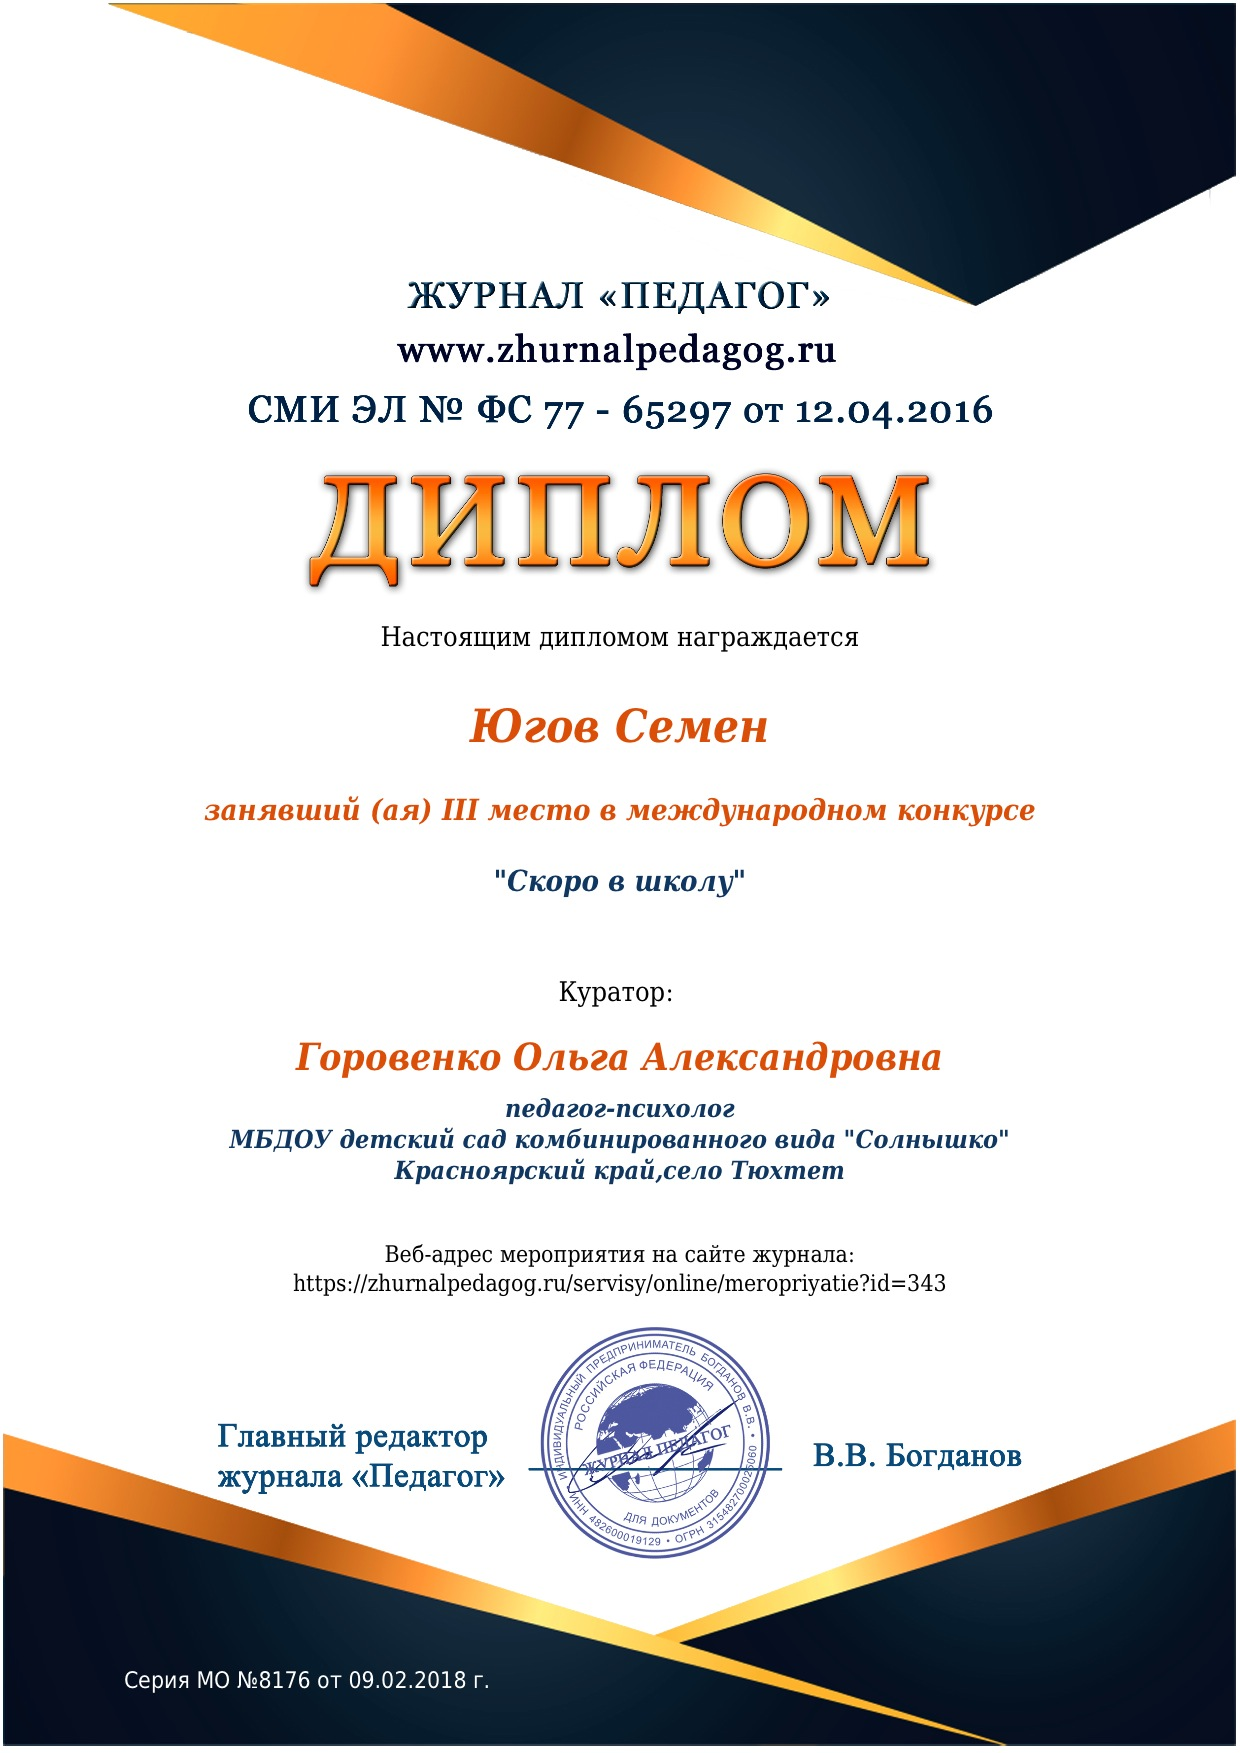 ЖУРНАЛ «ПЕДАГОГ»
www.zhurnalpedagog.ru
СМИ ЭЛ № ФС 77 - 65297 от 12.04.2016
ДИПЛОМ
Настоящим дипломом награждается
Югов Семен
занявший (ая) III место в международном конкурсе
"Скоро в школу"
Куратор:
Горовенко Ольга Александровна
педагог-психолог
МБДОУ детский сад комбинированного вида "Солнышко"
Красноярский край,село Тюхтет
Веб-адрес мероприятия на сайте журнала:
https://zhurnalpedagog.ru/servisy/online/meropriyatie?id=343
Главный редактор
журнала «Педагог»
ИНДИВИДУАЛЬНЫЙ ПРЕДПРИНИМАТЕЛЬ БОГДАНОВ В.В. •
РОССИЙСКАЯ ФЕДЕРАЦИЯ
ЖУРНАЛ ПЕДАГОГ
ДЛЯ ДОКУМЕНТОВ
ИНН 482600019129 • ОГРН 315482700025060
В.В. Богданов
Серия МО №8176 от 09.02.2018 г.